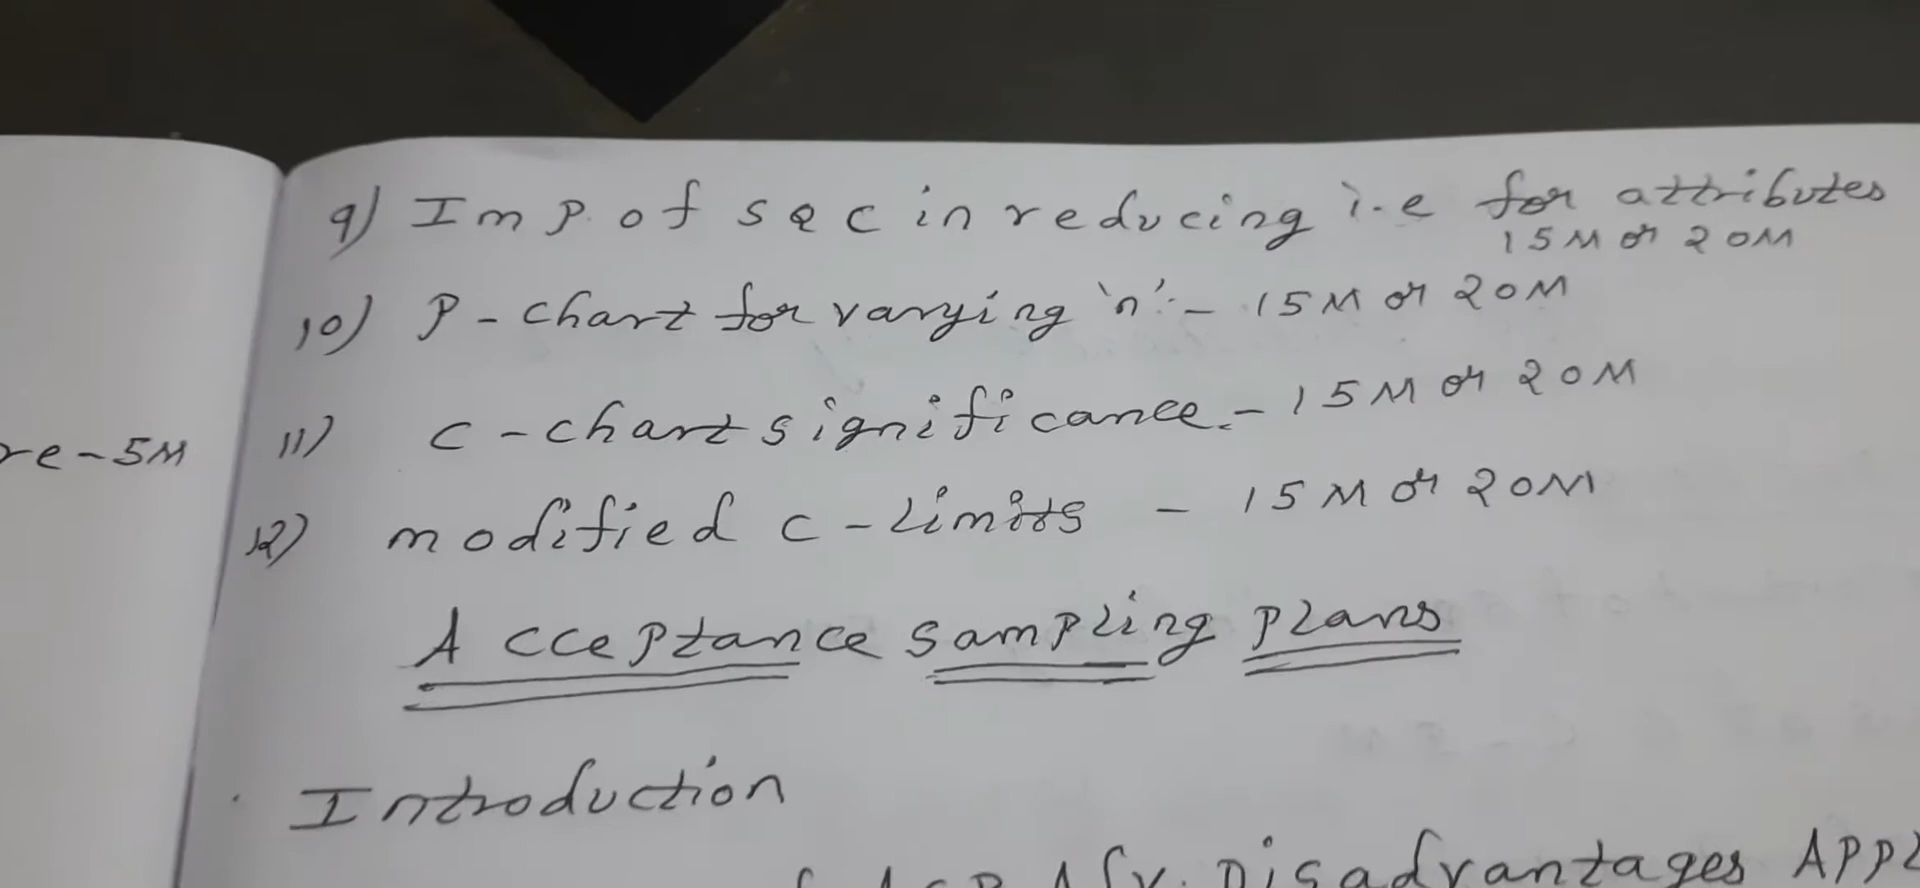 9) Imp. of SQC in reducing i.e for attributes
15M or 20M
10) P - chart for varying 'n' - 15M or 20M
re - 5M
11) C - chart significance - 15M or 20M
12) modified C - Limits - 15M or 20M
Acceptance sampling plans
Introduction
Disadvantages